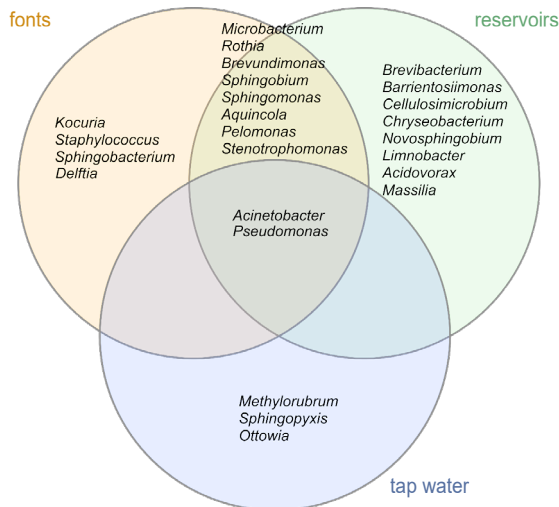 fonts
reservoirs
Microbacterium
Rothia
Brevundimonas
Sphingobium
Sphingomonas
Aquincola
Pelomonas
Stenotrophomonas
Brevibacterium
Barrientosiimonas
Cellulosimicrobium
Chryseobacterium
Novosphingobium
Limnobacter
Acidovorax
Massilia
Kocuria
Staphylococcus
Sphingobacterium
Delftia
Acinetobacter
Pseudomonas
Methylorubrum
Sphingopyxis
Ottowia
tap water